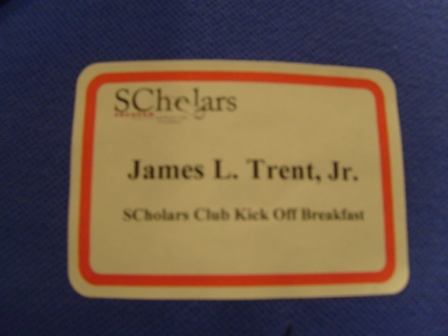 SCholars
James L. Trent, Jr.
SCholars Club Kick Off Breakfast